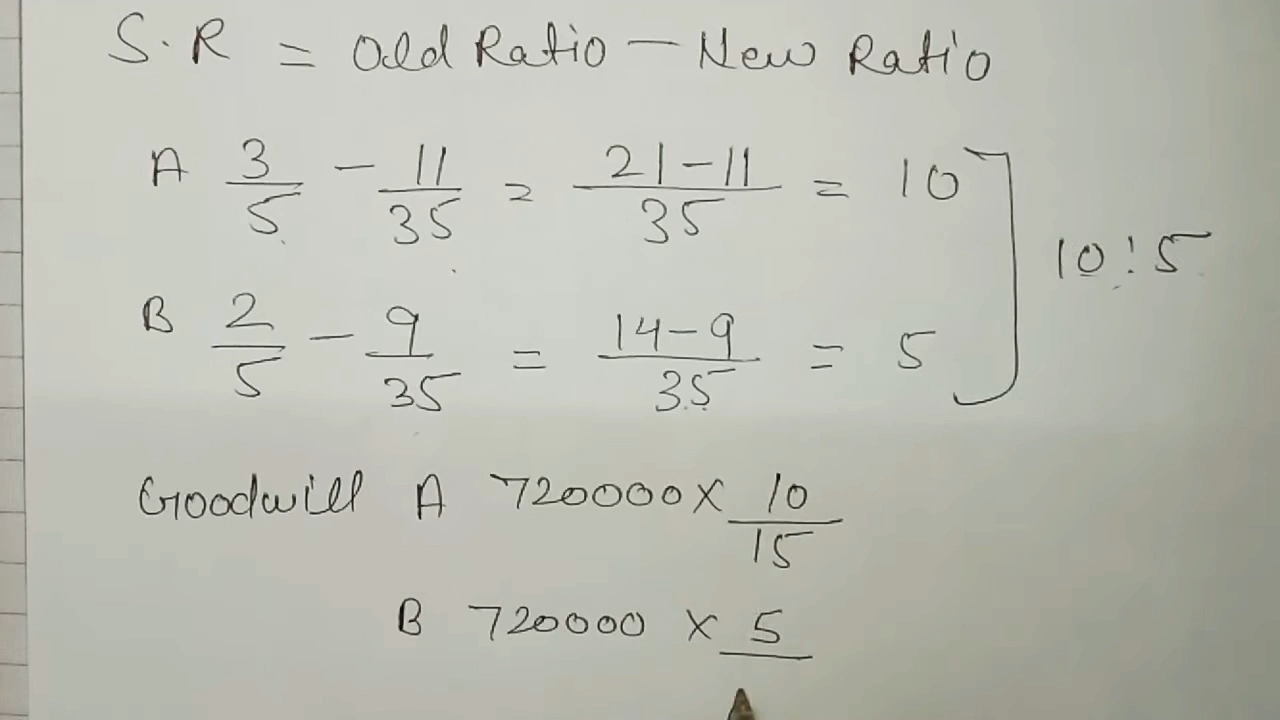 S.R = Old Ratio - New Ratio
A 3/5 - 11/35 = 21-11/35 = 10
10:5
B 2/5 - 9/35 = 14-9/35 = 5
Goodwill A 720000 x 10/15
B 720000 x 5/